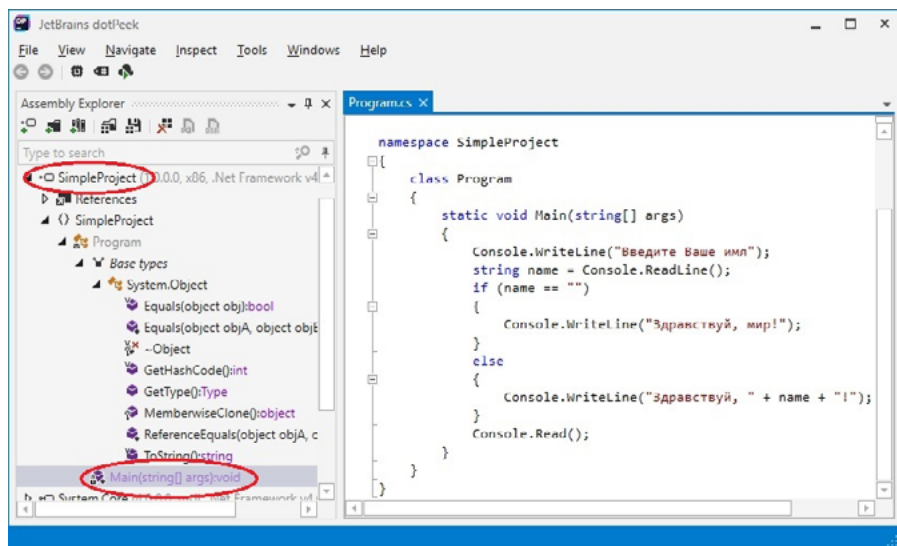 JetBrains dotPeek
File View Navigate Inspect Tools Windows Help
Assembly Explorer
Type to search
SimpleProject (1.0.0.0, x86, .Net Framework v4
References
SimpleProject
Program
Base types
System.Object
Equals(object obj):bool
Equals(object objA, object objE
~Object
GetHashCode():int
GetType():Type
MemberwiseClone():object
ReferenceEquals(object objA, c
ToString():string
Main(string[] args):void
System.Core .Net Framework v4
Program.cs
namespace SimpleProject
{
class Program
{
static void Main(string[] args)
{
Console.WriteLine("Введите Ваше имя");
string name = Console.ReadLine();
if (name == "")
{
Console.WriteLine("Здравствуй, мир!");
}
else
{
Console.WriteLine("Здравствуй, " + name + "!");
}
Console.Read();
}
}
}